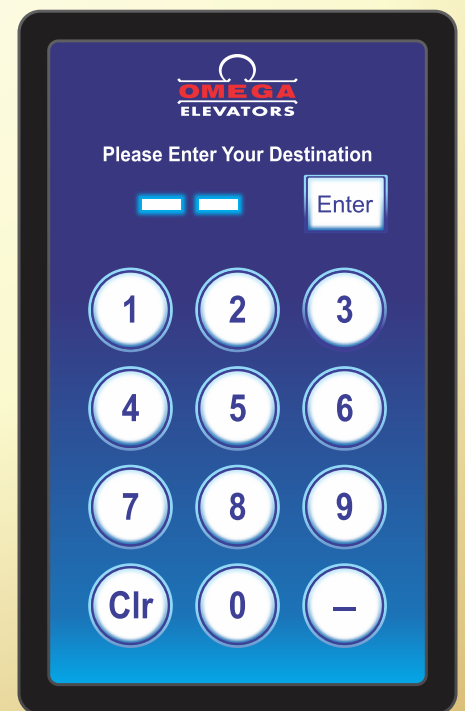 OMEGA
ELEVATORS
Please Enter Your Destination
Enter
1 2 3
4 5 6
7 8 9
Clr 0 –